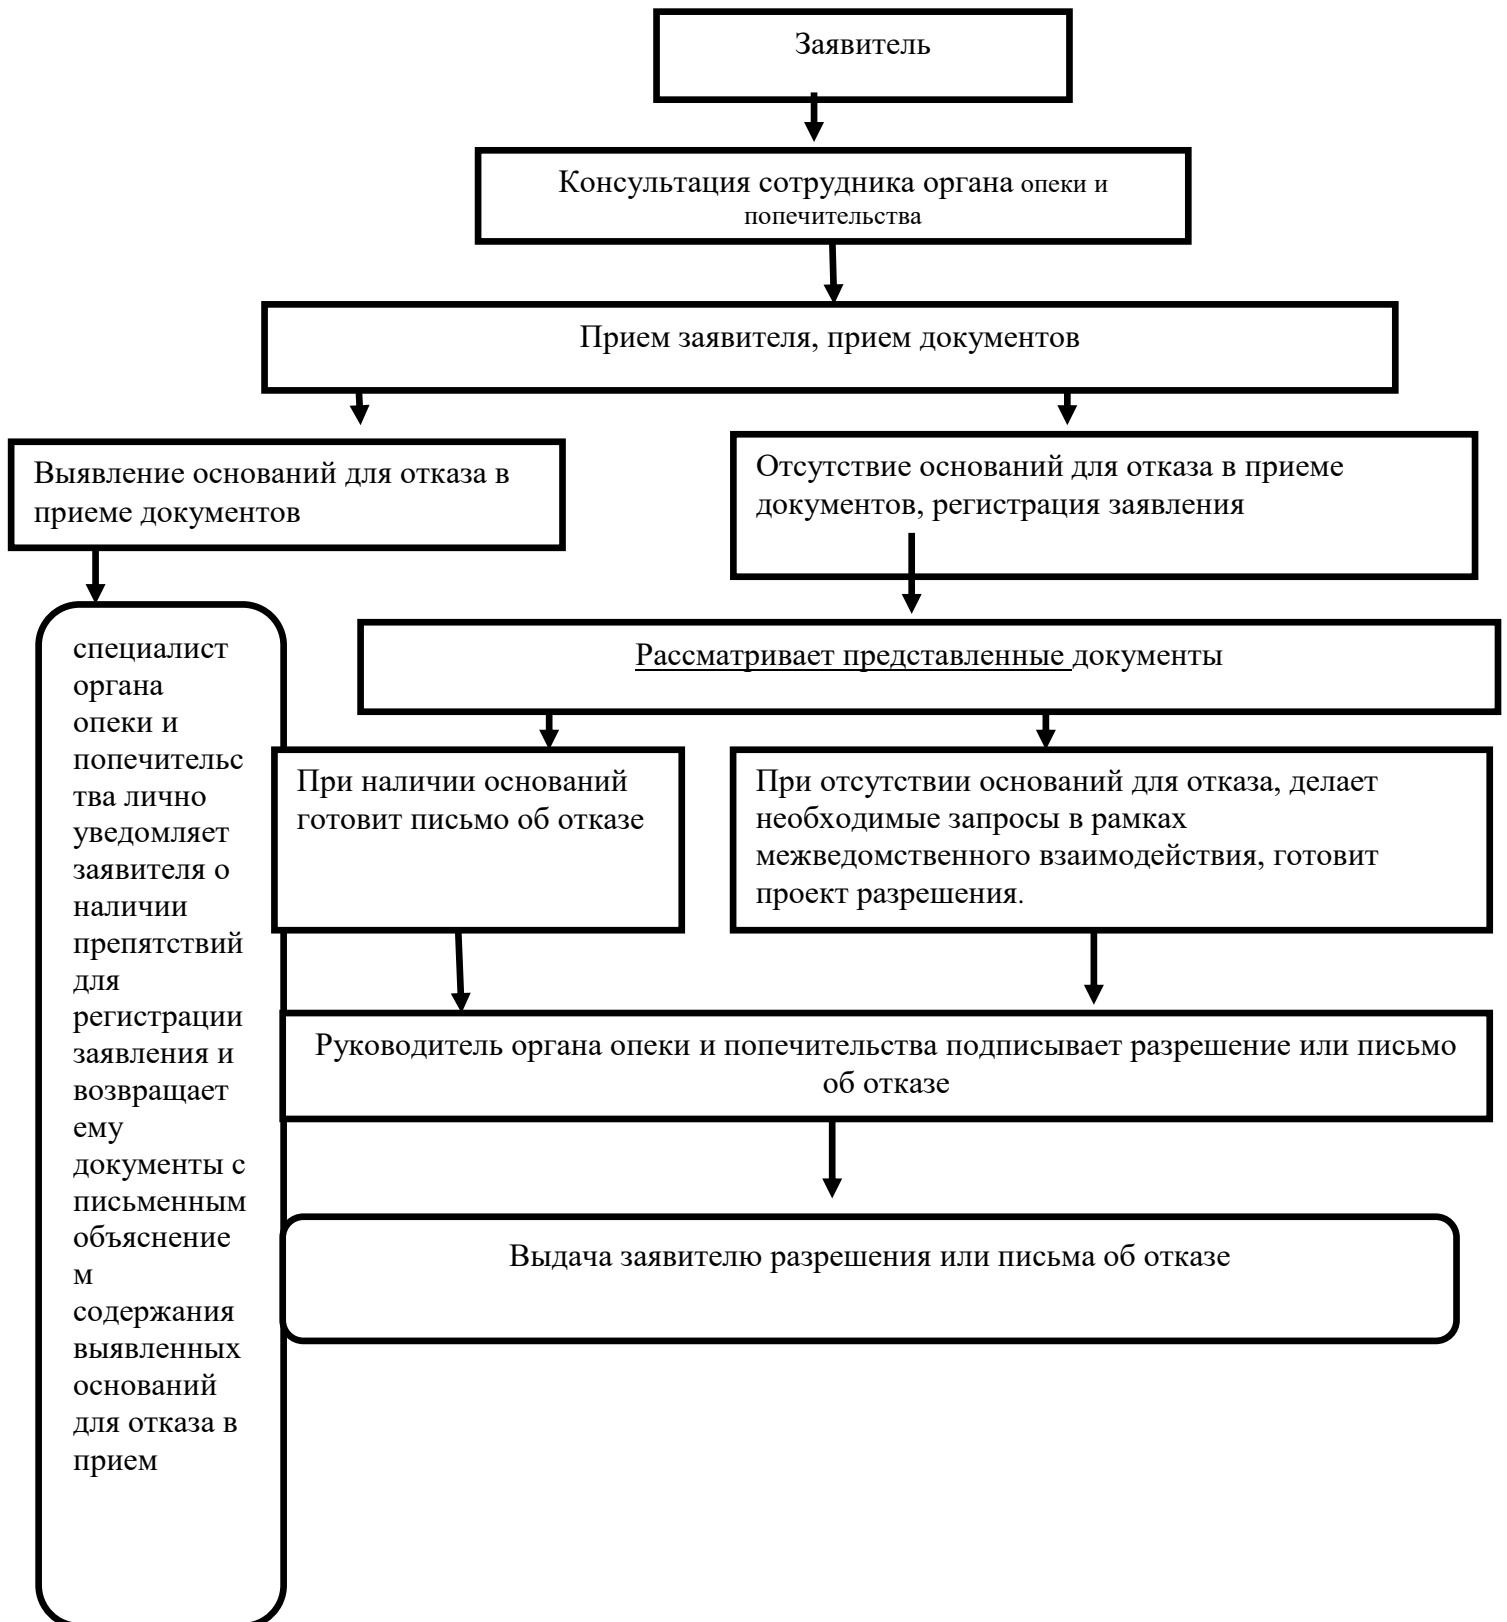 Заявитель
Консультация сотрудника органа опеки и
попечительства
Прием заявителя, прием документов
Выявление оснований для отказа в
приеме документов
Отсутствие оснований для отказа в приеме
документов, регистрация заявления
специалист
органа
опеки и
попечительс
тва лично
уведомляет
заявителя о
наличии
препятствий
для
регистрации
заявления и
возвращает
ему
документы с
письменным
объяснение
м
содержания
выявленных
оснований
для отказа в
прием
Рассматривает представленные документы
При наличии оснований
готовит письмо об отказе
При отсутствии оснований для отказа, делает
необходимые запросы в рамках
межведомственного взаимодействия, готовит
проект разрешения.
Руководитель органа опеки и попечительства подписывает разрешение или письмо
об отказе
Выдача заявителю разрешения или письма об отказе